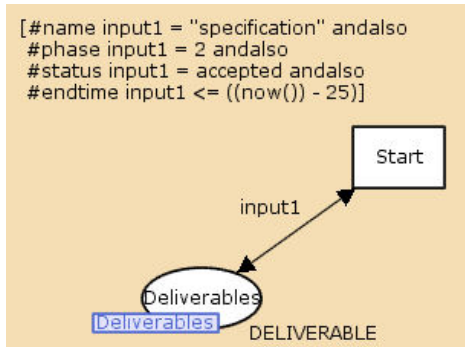 [#name input1 = "specification" andalso
#phase input1 = 2 andalso
#status input1 = accepted andalso
#endtime input1 <= ((now()) - 25)]
Start
input1
Deliverables
Deliverables
DELIVERABLE